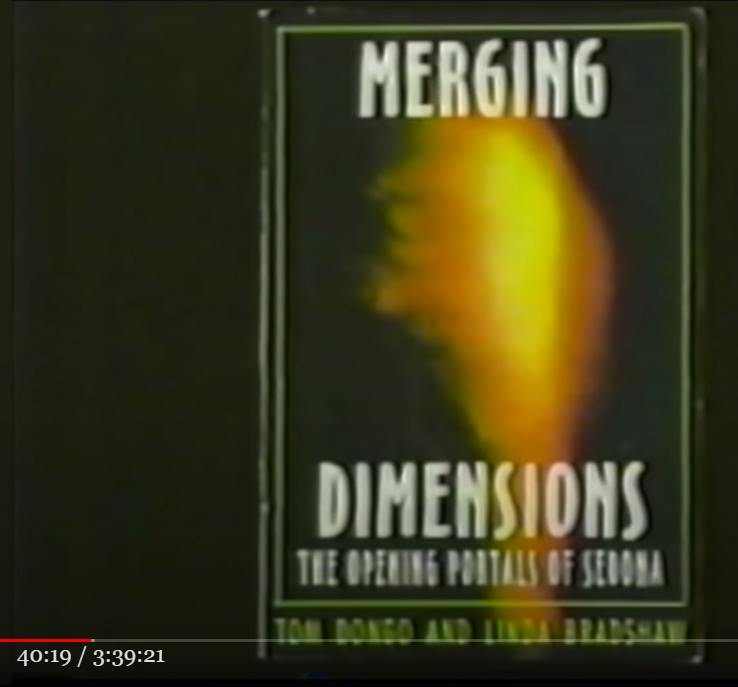 MERGING
DIMENSIONS
THE OPENING PORTALS OF SEDONA
TOM DONGO AND LINDA BRADSHAW
40:19 / 3:39:21